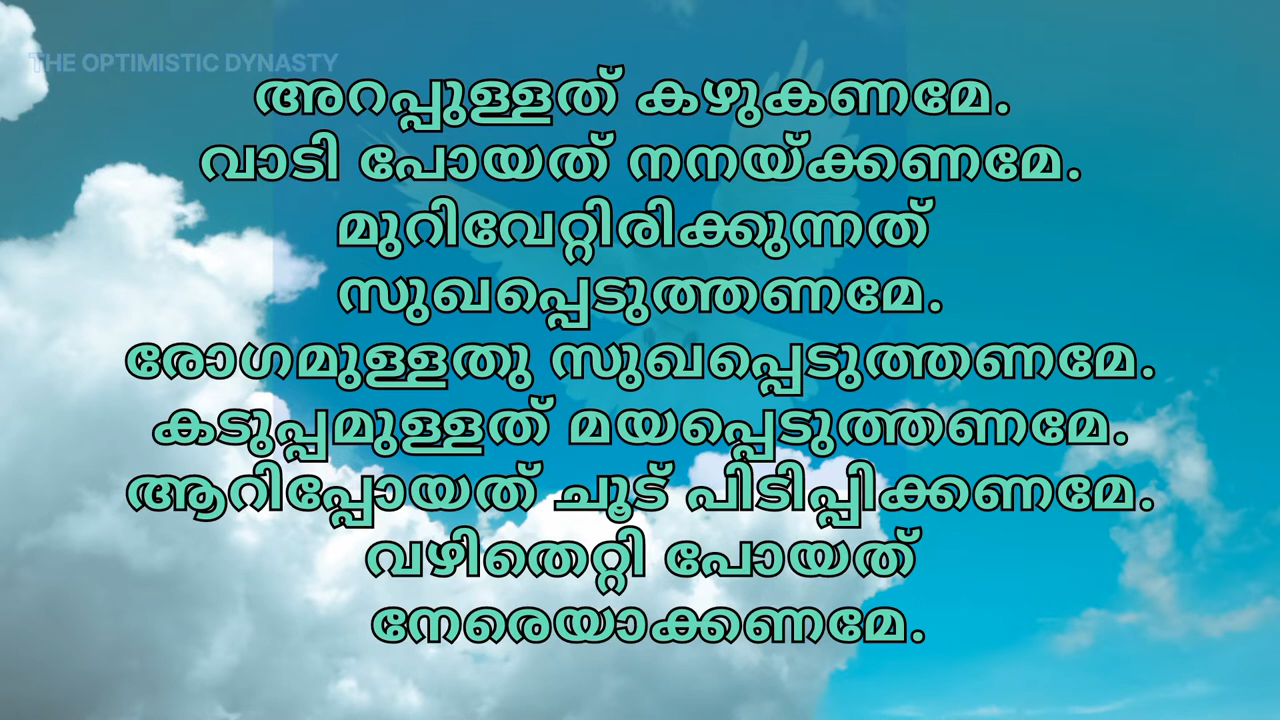 THE OPTIMISTIC DYNASTY
അറപ്പുള്ളത് കഴുകണമേ.
വാടി പോയത് നനയ്ക്കണമേ.
മുറിവേറ്റിരിക്കുന്നത്
സുഖപ്പെടുത്തണമേ.
രോഗമുള്ളതു സുഖപ്പെടുത്തണമേ.
കടുപ്പമുള്ളത് മയപ്പെടുത്തണമേ.
ആറിപ്പോയത് ചൂട് പിടിപ്പിക്കണമേ.
വഴിതെറ്റി പോയത്
നേരെയാക്കണമേ.